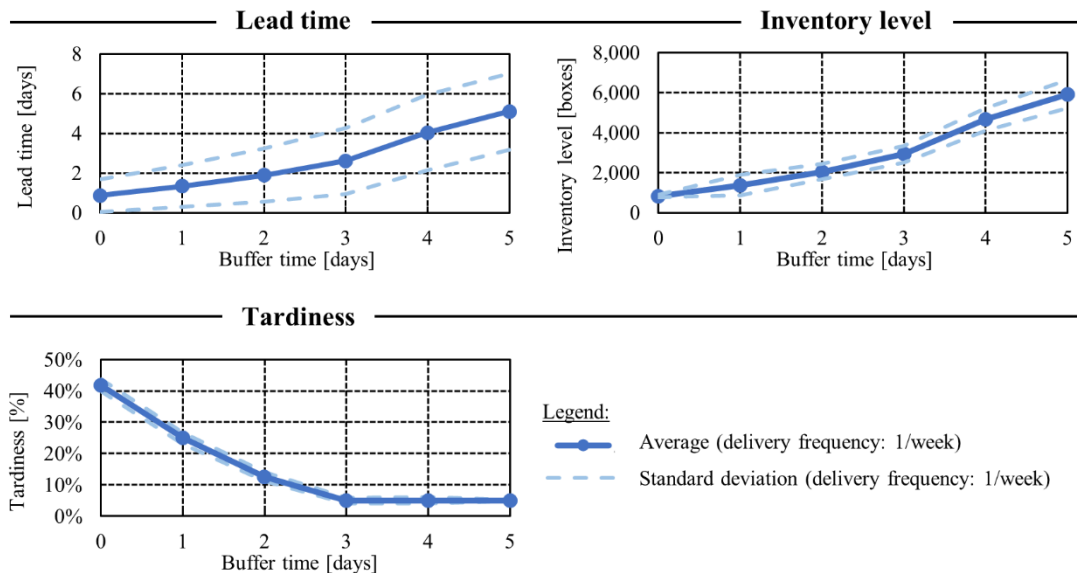 Lead time
Lead time [days]
8
6
4
2
0
0 1 2 3 4 5
Buffer time [days]
Inventory level
Inventory level [boxes]
8,000
6,000
4,000
2,000
0
0 1 2 3 4 5
Buffer time [days]
Tardiness
Tardiness [%]
50%
40%
30%
20%
10%
0%
0 1 2 3 4 5
Buffer time [days]
Legend:
Average (delivery frequency: 1/week)
Standard deviation (delivery frequency: 1/week)